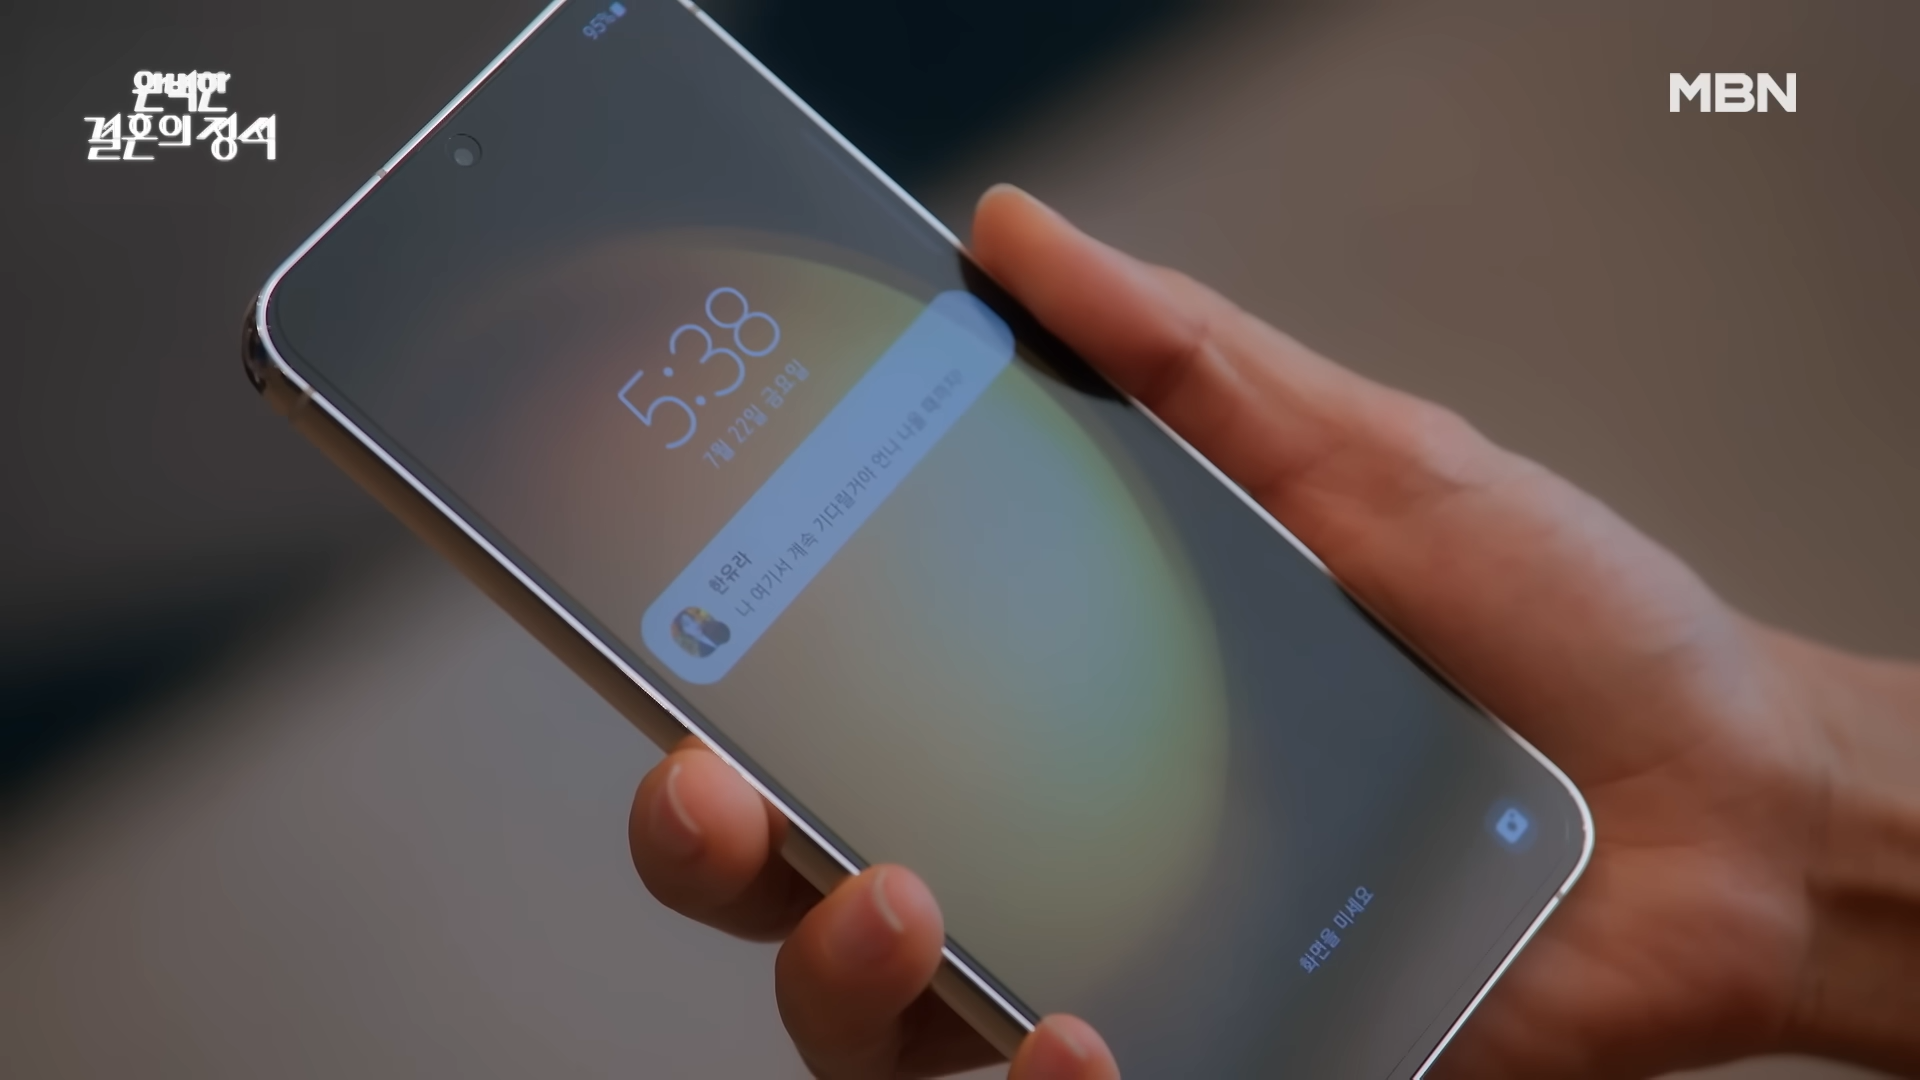 완벽한
결혼의 정석
MBN
95%
5:38
7월 22일 금요일
한유라
나 여기서 계속 기다릴거야 언니 나올 때까지!
화면을 미세요